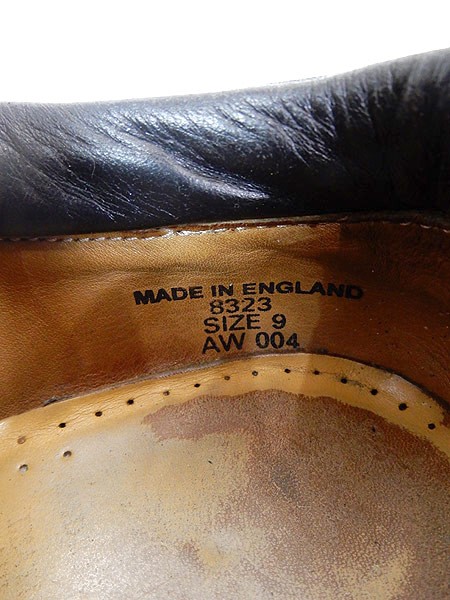 MADE IN ENGLAND
8323
SIZE 9
AW 004